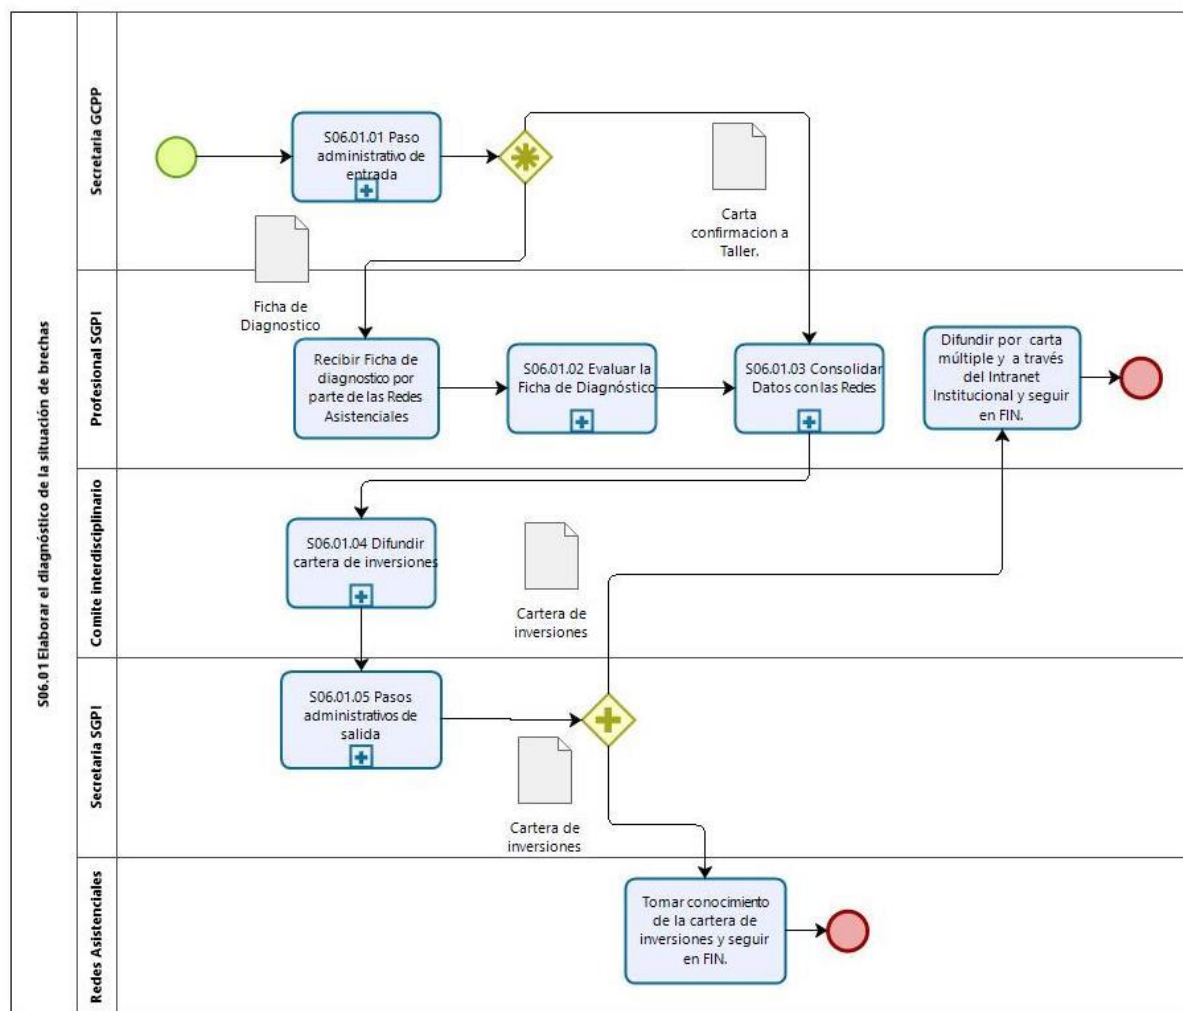 S06.01 Elaborar el diagnóstico de la situación de brechas
Secretaria GCPP
S06.01.01 Paso
administrativo de
entrada
Carta
confirmacion a
Taller.
Ficha de
Diagnostico
Profesional SGPI
Recibir Ficha de
diagnostico por
parte de las Redes
Asistenciales
S06.01.02 Evaluar la
Ficha de Diagnóstico
S06.01.03 Consolidar
Datos con las Redes
Difundir por carta
múltiple y a través
del Intranet
Institucional y seguir
en FIN.
Comite interdisciplinario
S06.01.04 Difundir
cartera de inversiones
Cartera de
inversiones
Secretaria SGPI
S06.01.05 Pasos
administrativos de
salida
Cartera de
inversiones
Redes Asistenciales
Tomar conocimiento
de la cartera de
inversiones y seguir
en FIN.